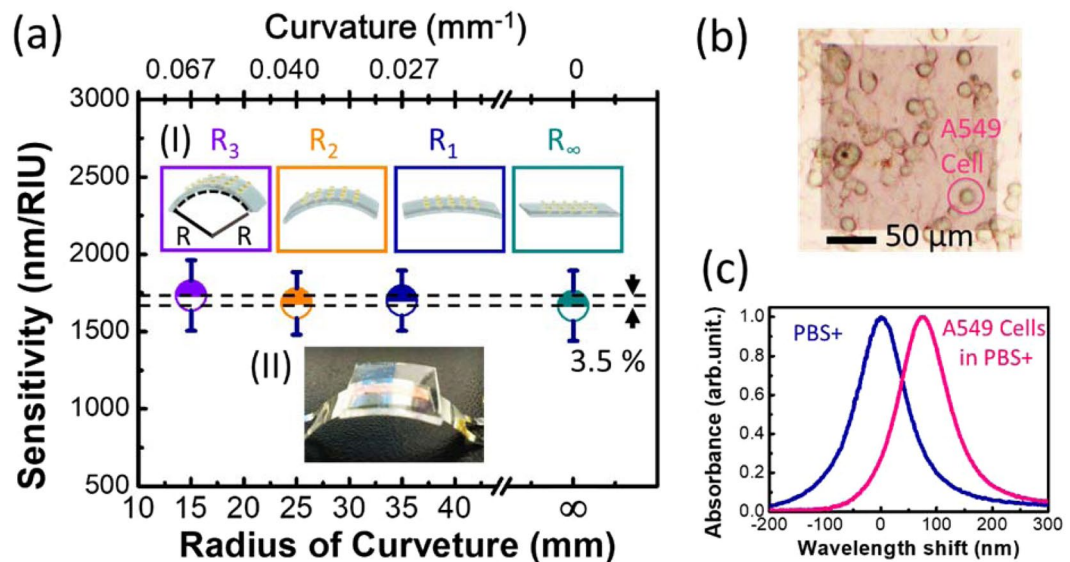 (a)
Curvature (mm⁻¹)
0.067 0.040 0.027 0
3000
2500
2000
1500
1000
500
Sensitivity (nm/RIU)
(I)
R₃ R₂ R₁ R∞
R R
3.5 %
(II)
10 15 20 25 30 35 40 ∞
Radius of Curveture (mm)
(b)
A549
Cell
50 µm
(c)
1.0
0.8
0.6
0.4
0.2
0.0
Absorbance (arb.unit.)
PBS+
A549 Cells
in PBS+
-200 -100 0 100 200 300
Wavelength shift (nm)